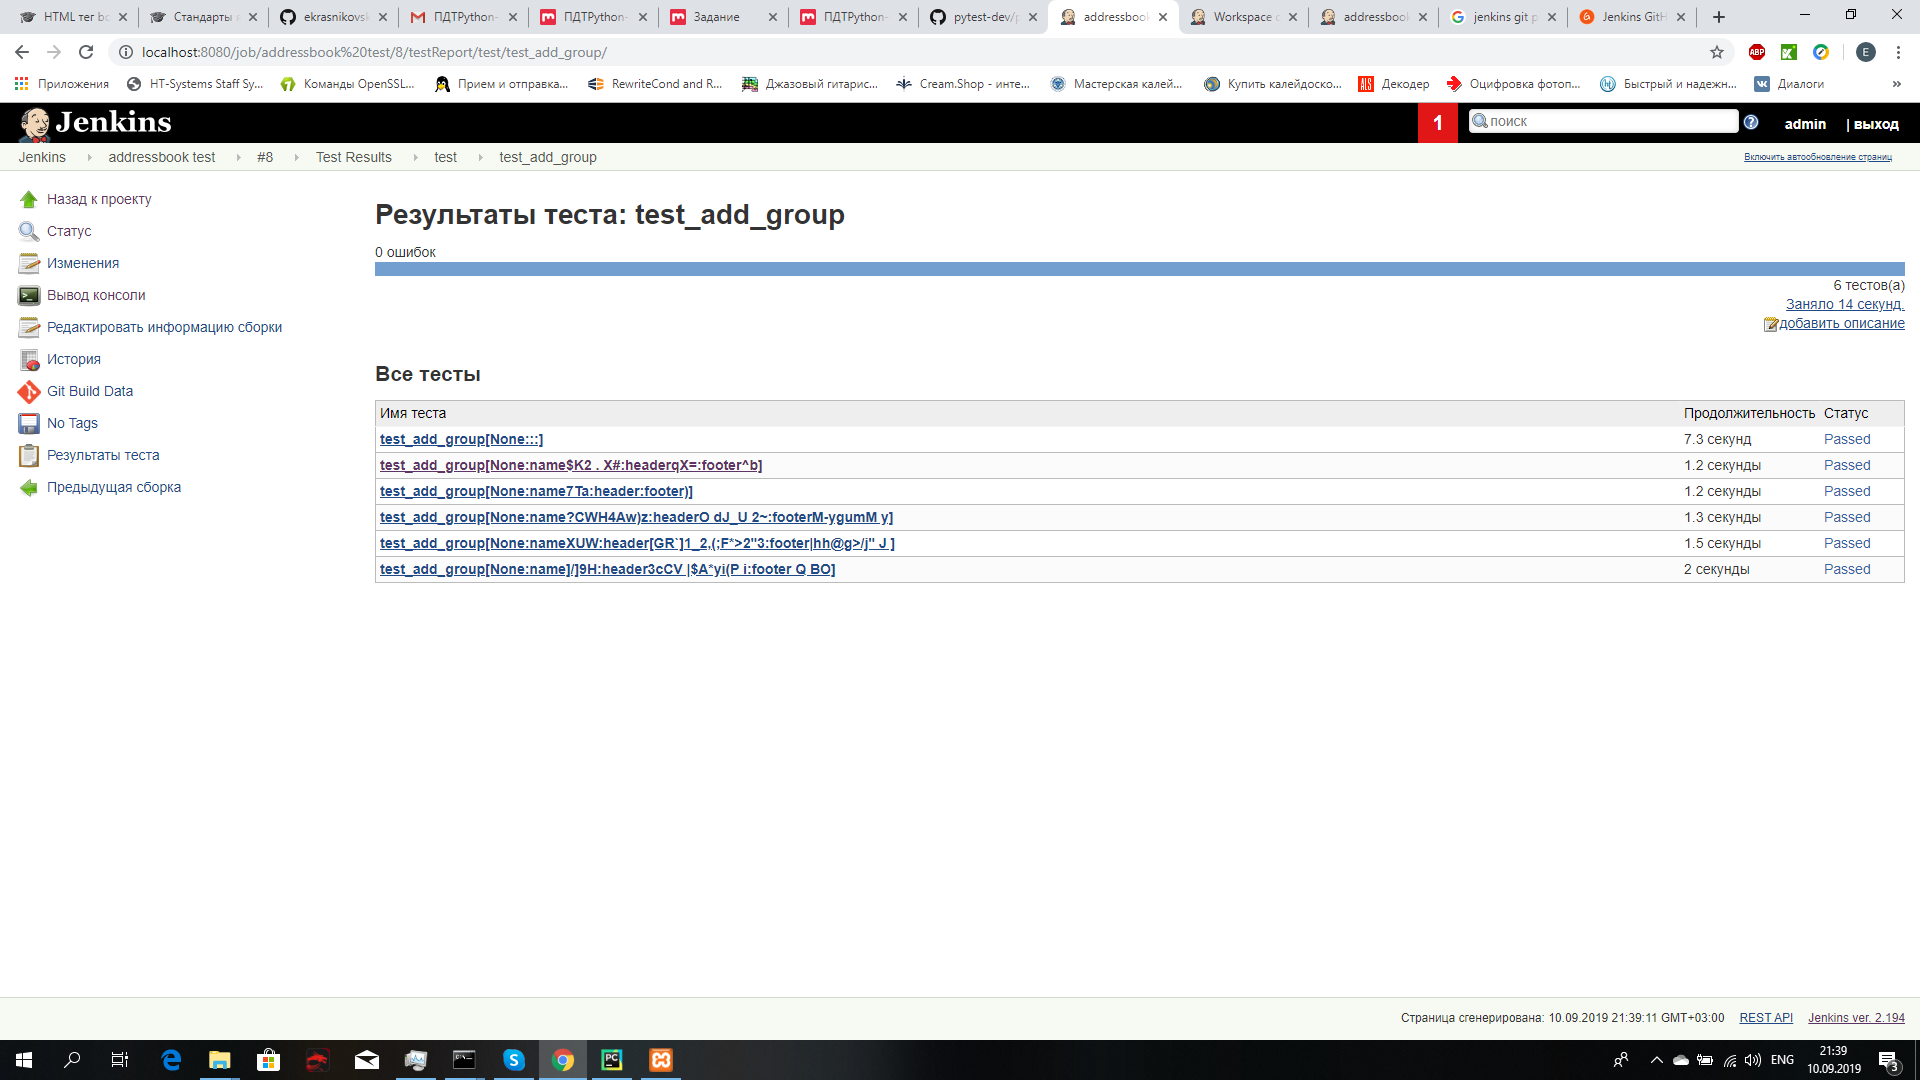 HTML тег bo
Стандарты я
ekrasnikovsk
ПДТPython-
ПДТPython-
Задание
ПДТPython-
pytest-dev/p
addressbook
Workspace o
addressbook
jenkins git p
Jenkins GitH
localhost:8080/job/addressbook%20test/8/testReport/test/test_add_group/
ABP
E
Приложения
HT-Systems Staff Sy...
Команды OpenSSL...
Прием и отправка...
RewriteCond and R...
Джазовый гитарис...
Cream.Shop - инте...
Мастерская калей...
Купить калейдоско...
Декодер
Оцифровка фотоп...
Быстрый и надежн...
Диалоги
»
Jenkins
1
поиск
admin
| выход
Jenkins
addressbook test
#8
Test Results
test
test_add_group
Включить автообновление страниц
Назад к проекту
Статус
Изменения
Вывод консоли
Редактировать информацию сборки
История
Git Build Data
No Tags
Результаты теста
Предыдущая сборка
Результаты теста: test_add_group
0 ошибок
6 тестов(а)
Заняло 14 секунд.
добавить описание
Все тесты
Имя теста Продолжительность Статус
test_add_group[None:::] 7.3 секунд Passed
test_add_group[None:name$K2 . X#:headerqX=:footer^b] 1.2 секунды Passed
test_add_group[None:name7Ta:header:footer)] 1.2 секунды Passed
test_add_group[None:name?CWH4Aw)z:headerO dJ_U 2~:footerM-ygumM y] 1.3 секунды Passed
test_add_group[None:nameXUW:header[GR`]1_2,(;F*>2"3:footer|hh@g>/j" J ] 1.5 секунды Passed
test_add_group[None:name]/]9H:header3cCV |$A*yi(P i:footer Q BO] 2 секунды Passed
Страница сгенерирована: 10.09.2019 21:39:11 GMT+03:00
REST API
Jenkins ver. 2.194
ENG
21:39
10.09.2019
3